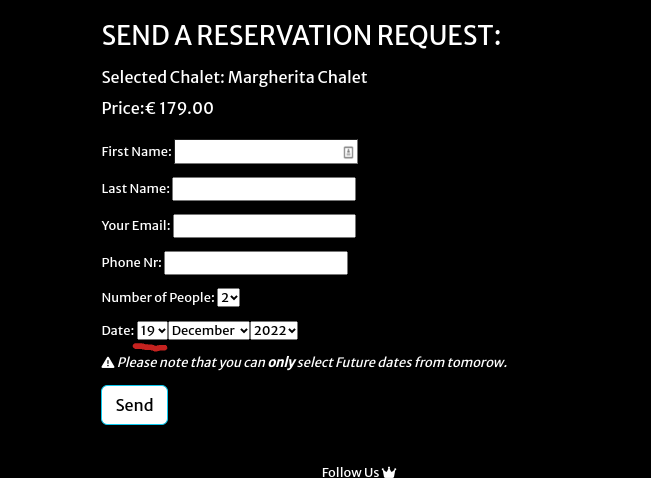 SEND A RESERVATION REQUEST:
Selected Chalet: Margherita Chalet
Price:€ 179.00
First Name:
Last Name:
Your Email:
Phone Nr:
Number of People: 2
Date: 19 December 2022
Please note that you can only select Future dates from tomorow.
Send
Follow Us